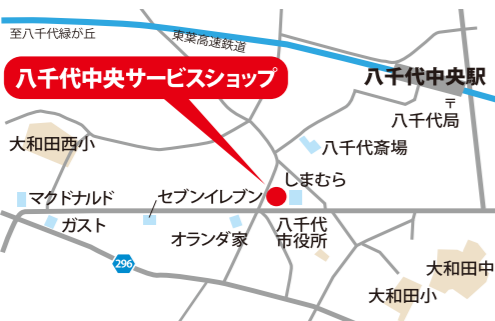 至八千代緑が丘
東葉高速鉄道
八千代中央サービスショップ
八千代中央駅
〒
八千代局
大和田西小
八千代斎場
しまむら
マクドナルド
セブンイレブン
ガスト
オランダ家
八千代
市役所
296
大和田中
大和田小